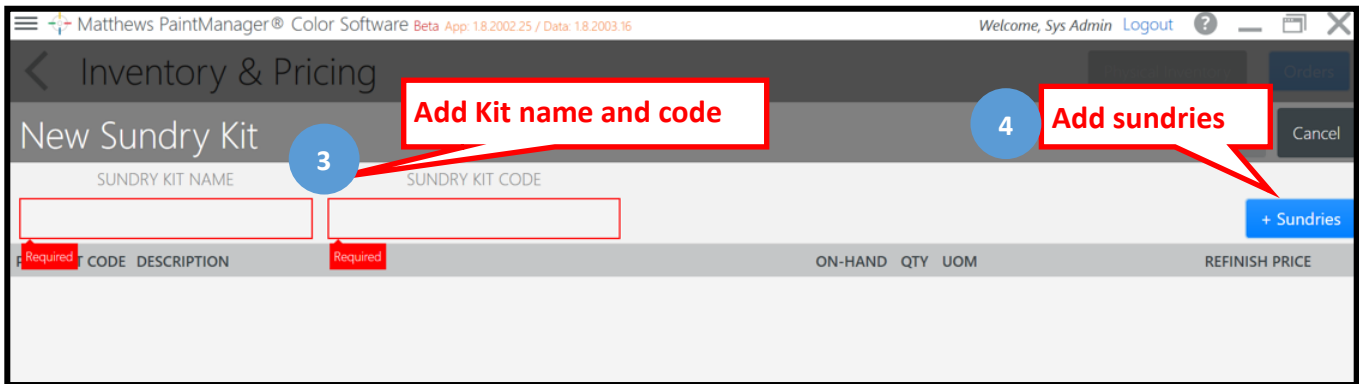 Matthews PaintManager® Color Software Beta App: 1.8.2002.25 / Data: 1.8.2003.16 Welcome, Sys Admin Logout ?
Inventory & Pricing Orders
Add Kit name and code
4 Add sundries
New Sundry Kit Cancel
3
SUNDRY KIT NAME SUNDRY KIT CODE
+ Sundries
Required Required
CODE DESCRIPTION ON-HAND QTY UOM REFINISH PRICE